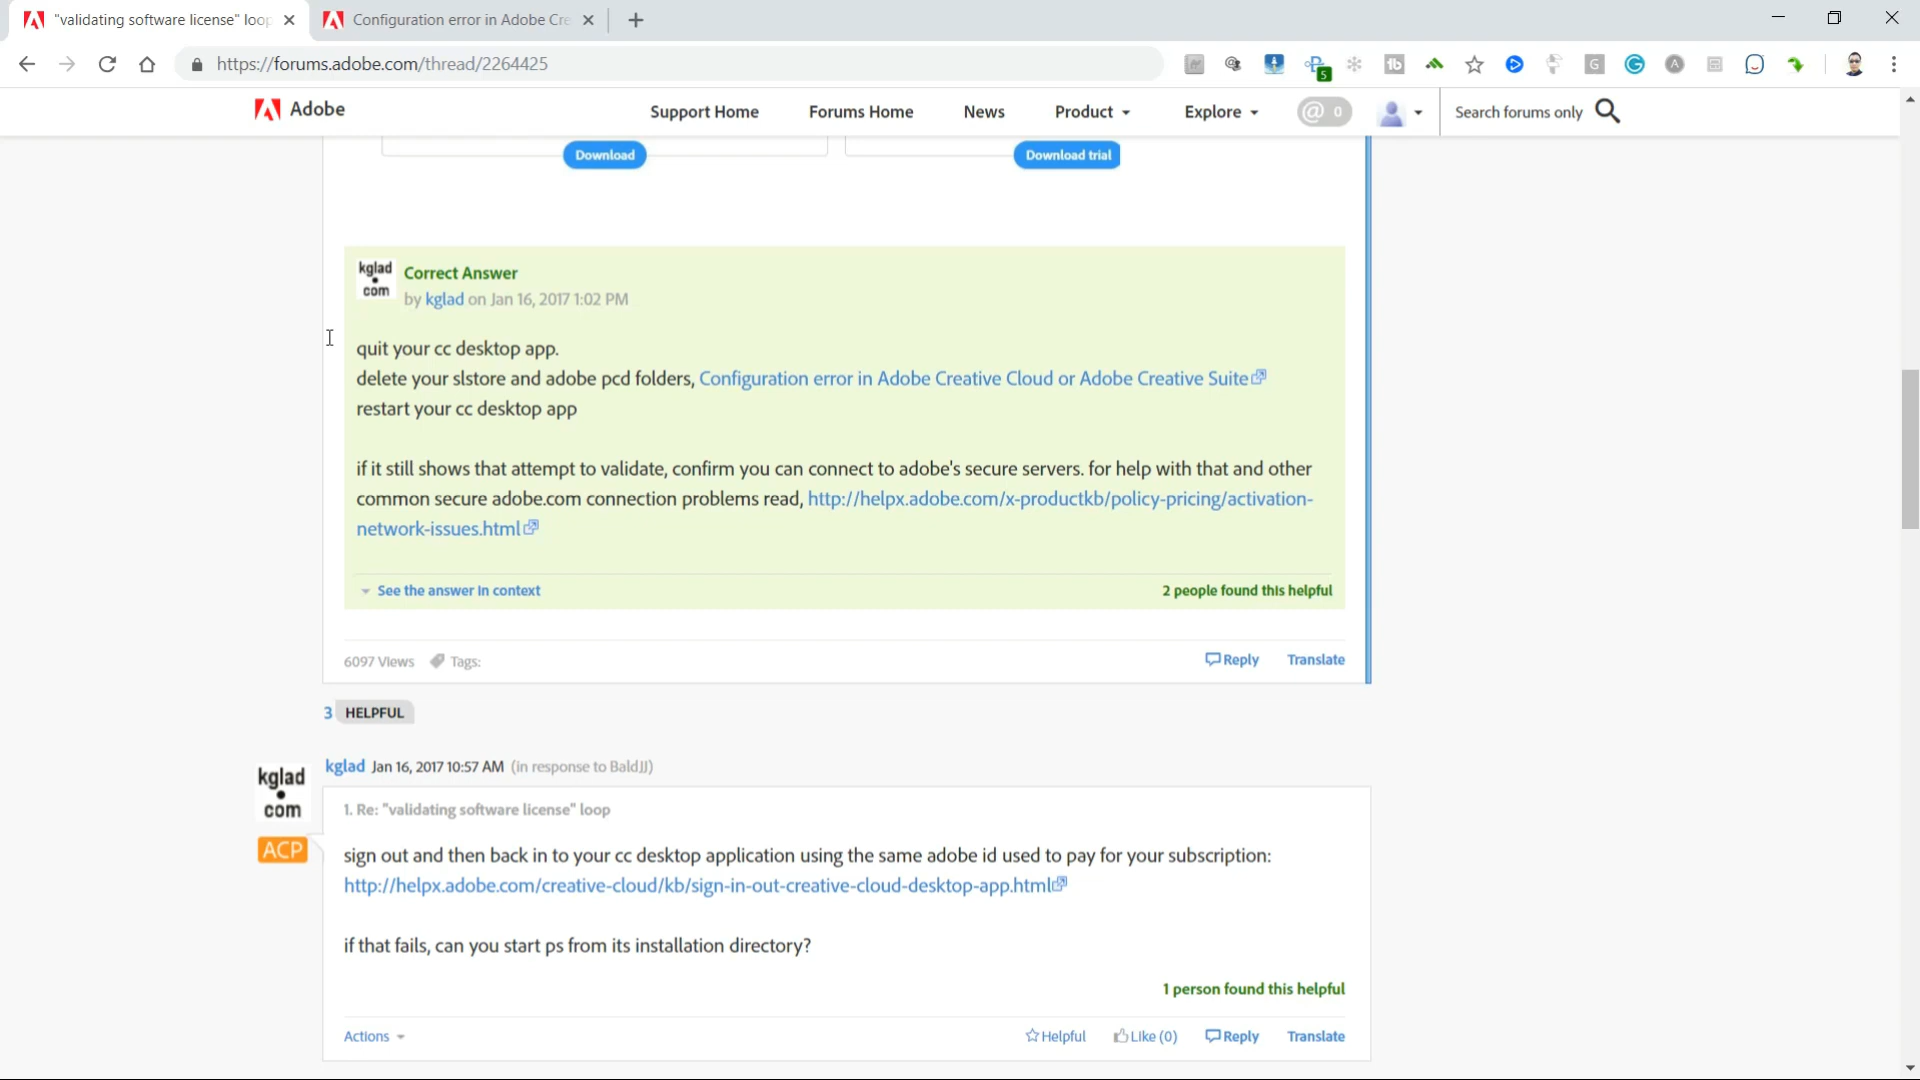 "validating software license" loop
Configuration error in Adobe Cre
https://forums.adobe.com/thread/2264425
Adobe
Support Home
Forums Home
News
Product
Explore
@ 0
Search forums only
Download
Download trial
kglad
com
Correct Answer
by kglad on Jan 16, 2017 1:02 PM
quit your cc desktop app.
delete your slstore and adobe pcd folders, Configuration error in Adobe Creative Cloud or Adobe Creative Suite
restart your cc desktop app
if it still shows that attempt to validate, confirm you can connect to adobe's secure servers. for help with that and other
common secure adobe.com connection problems read, http://helpx.adobe.com/x-productkb/policy-pricing/activation-
network-issues.html
See the answer in context
2 people found this helpful
6097 Views
Tags:
Reply
Translate
3 HELPFUL
kglad
com
ACP
kglad Jan 16, 2017 10:57 AM (in response to BaldJJ)
1. Re: "validating software license" loop
sign out and then back in to your cc desktop application using the same adobe id used to pay for your subscription:
http://helpx.adobe.com/creative-cloud/kb/sign-in-out-creative-cloud-desktop-app.html
if that fails, can you start ps from its installation directory?
1 person found this helpful
Actions
Helpful
Like (0)
Reply
Translate